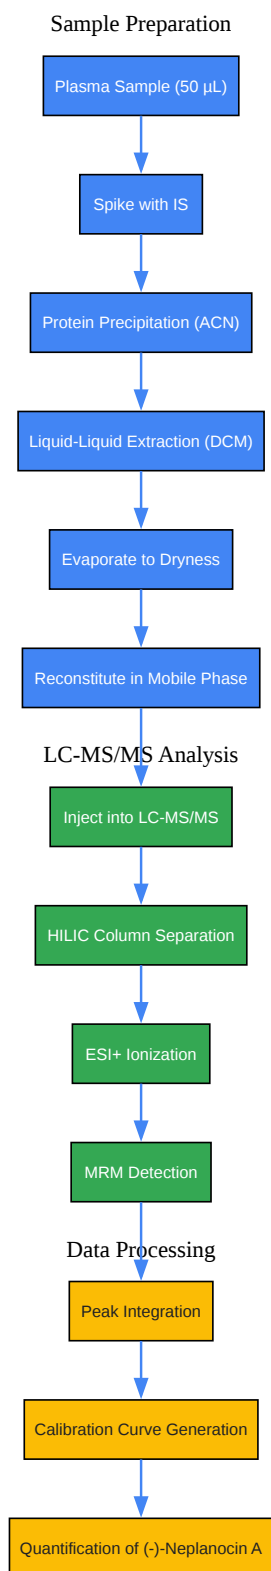 Sample Preparation
Plasma Sample (50 µL)
Spike with IS
Protein Precipitation (ACN)
Liquid-Liquid Extraction (DCM)
Evaporate to Dryness
Reconstitute in Mobile Phase
LC-MS/MS Analysis
Inject into LC-MS/MS
HILIC Column Separation
ESI+ Ionization
MRM Detection
Data Processing
Peak Integration
Calibration Curve Generation
Quantification of (-)-Neplanocin A